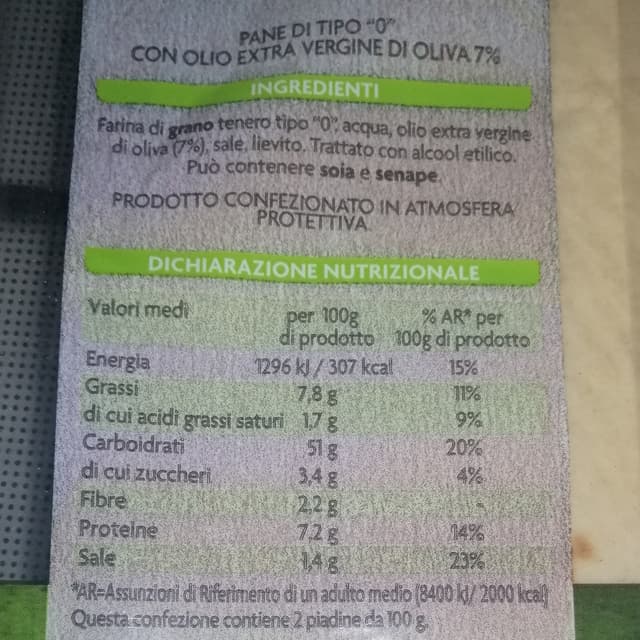 PANE DI TIPO "0"
CON OLIO EXTRA VERGINE DI OLIVA 7%
INGREDIENTI
Farina di grano tenero tipo "0", acqua, olio extra vergine
di oliva (7%), sale, lievito. Trattato con alcool etilico.
Può contenere soia e senape.
PRODOTTO CONFEZIONATO IN ATMOSFERA
PROTETTIVA
DICHIARAZIONE NUTRIZIONALE
Valori medi per 100g % AR* per
di prodotto 100g di prodotto
Energia 1296 kJ / 307 kcal 15%
Grassi 7,8 g 11%
di cui acidi grassi saturi 1,7 g 9%
Carboidrati 51 g 20%
di cui zuccheri 3,4 g 4%
Fibre 2,2 g -
Proteine 7,2 g 14%
Sale 1,4 g 23%
*AR=Assunzioni di Riferimento di un adulto medio (8400 kJ/ 2000 kcal)
Questa confezione contiene 2 piadine da 100 g.